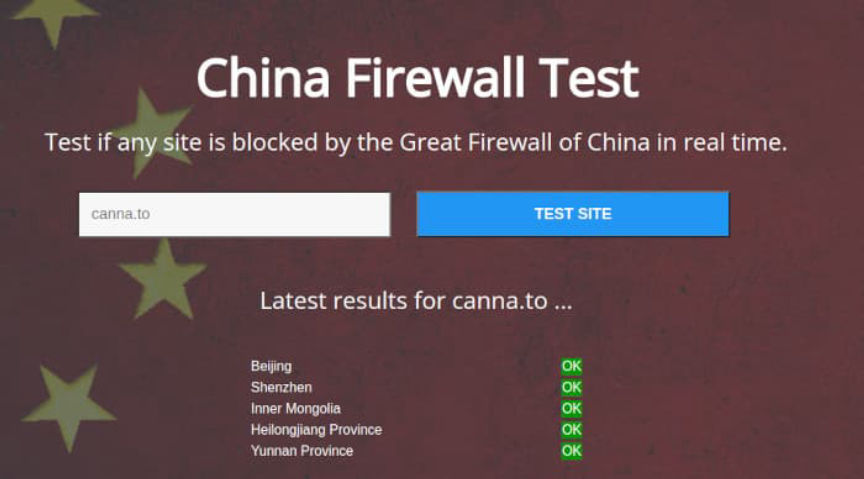 China Firewall Test
Test if any site is blocked by the Great Firewall of China in real time.
canna.to TEST SITE
Latest results for canna.to ...
Beijing OK
Shenzhen OK
Inner Mongolia OK
Heilongjiang Province OK
Yunnan Province OK